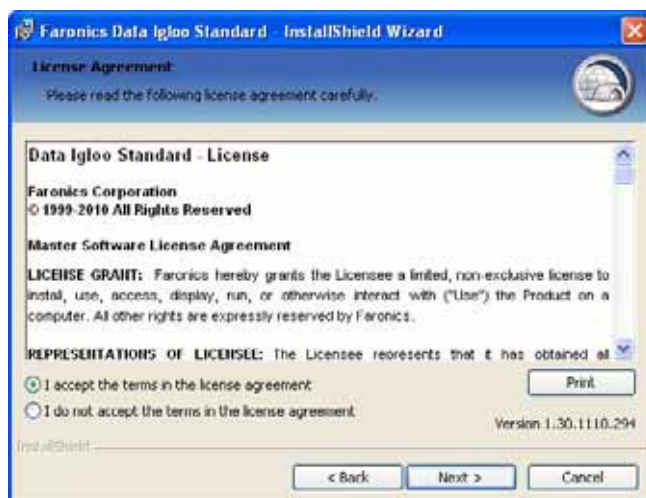 Faronics Data Igloo Standard - InstallShield Wizard
License Agreement
Please read the following license agreement carefully.
Data Igloo Standard - License
Faronics Corporation
© 1999-2010 All Rights Reserved
Master Software License Agreement
LICENSE GRANT: Faronics hereby grants the Licensee a limited, non-exclusive license to
install, use, access, display, run, or otherwise interact with ("Use") the Product on a
computer. All other rights are expressly reserved by Faronics.
REPRESENTATIONS OF LICENSEE: The Licensee represents that it has obtained all
I accept the terms in the license agreement
Print
I do not accept the terms in the license agreement
Version 1.30.1110.294
InstallShield
< Back
Next >
Cancel